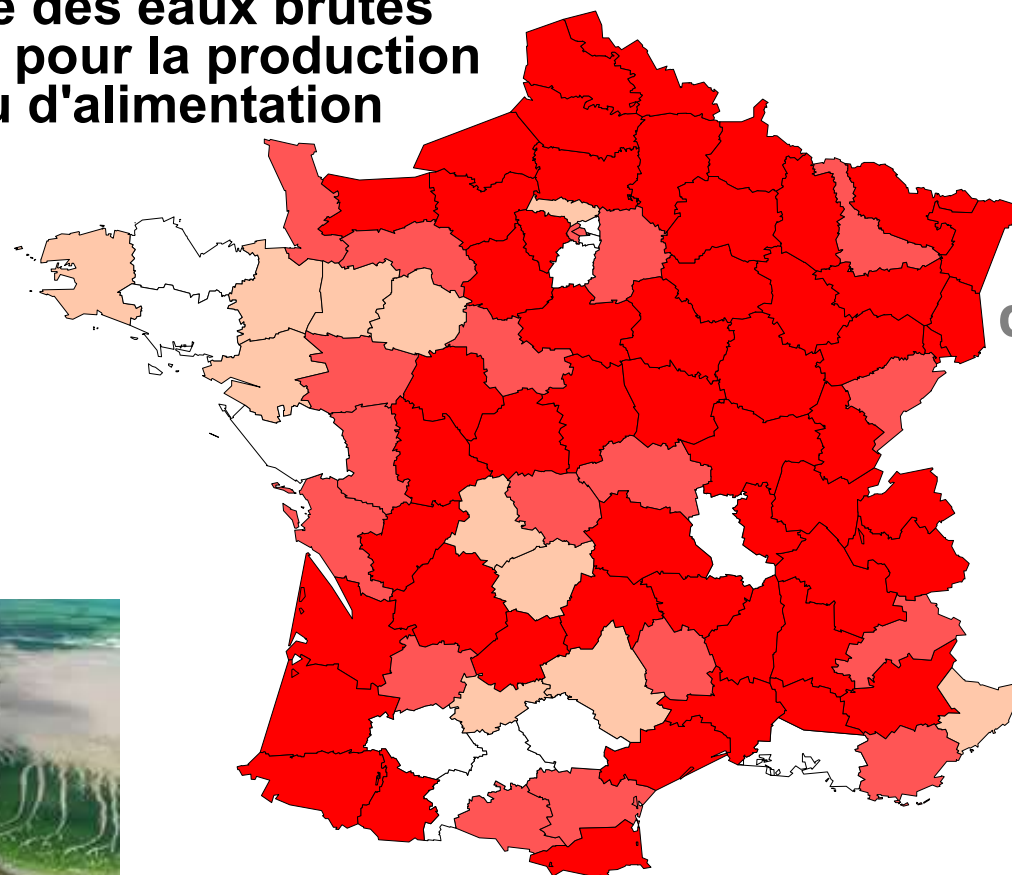 des eaux brutes
pour la production
d'alimentation